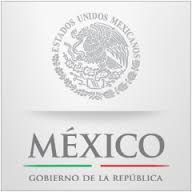 ESTADOS UNIDOS MEXICANOS
MÉXICO
GOBIERNO DE LA REPÚBLICA